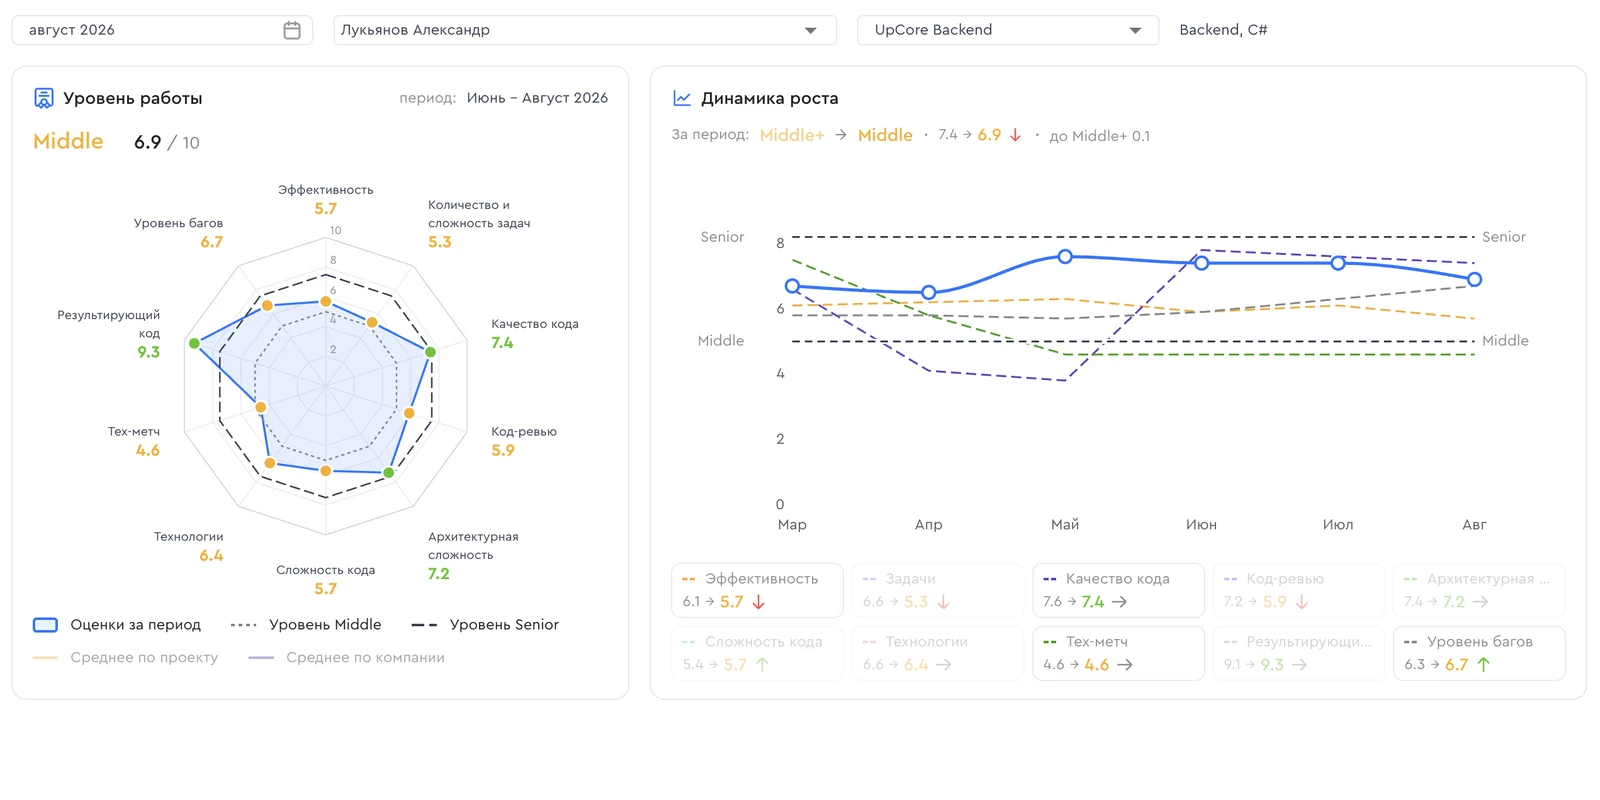 август 2026
Лукьянов Александр
UpCore Backend
Backend, C#
Уровень работы
период: Июнь – Август 2026
Middle 6.9 / 10
Эффективность
5.7
Количество и
сложность задач
5.3
Уровень багов
6.7
10
8
6
4
2
Результирующий
код
9.3
Качество кода
7.4
Тех-метч
4.6
Код-ревью
5.9
Технологии
6.4
Архитектурная
сложность
7.2
Сложность кода
5.7
Оценки за период
Уровень Middle
Уровень Senior
Среднее по проекту
Среднее по компании
Динамика роста
За период: Middle+ → Middle · 7.4 → 6.9 ↓ · до Middle+ 0.1
Senior
8
Senior
6
Middle
Middle
4
2
0
Мар
Апр
Май
Июн
Июл
Авг
Эффективность
6.1 → 5.7 ↓
Задачи
6.6 → 5.3 ↓
Качество кода
7.6 → 7.4 →
Код-ревью
7.2 → 5.9 ↓
Архитектурная ...
7.4 → 7.2 →
Сложность кода
5.4 → 5.7 ↑
Технологии
6.6 → 6.4 →
Тех-метч
4.6 → 4.6 →
Результирующи...
9.1 → 9.3 →
Уровень багов
6.3 → 6.7 ↑